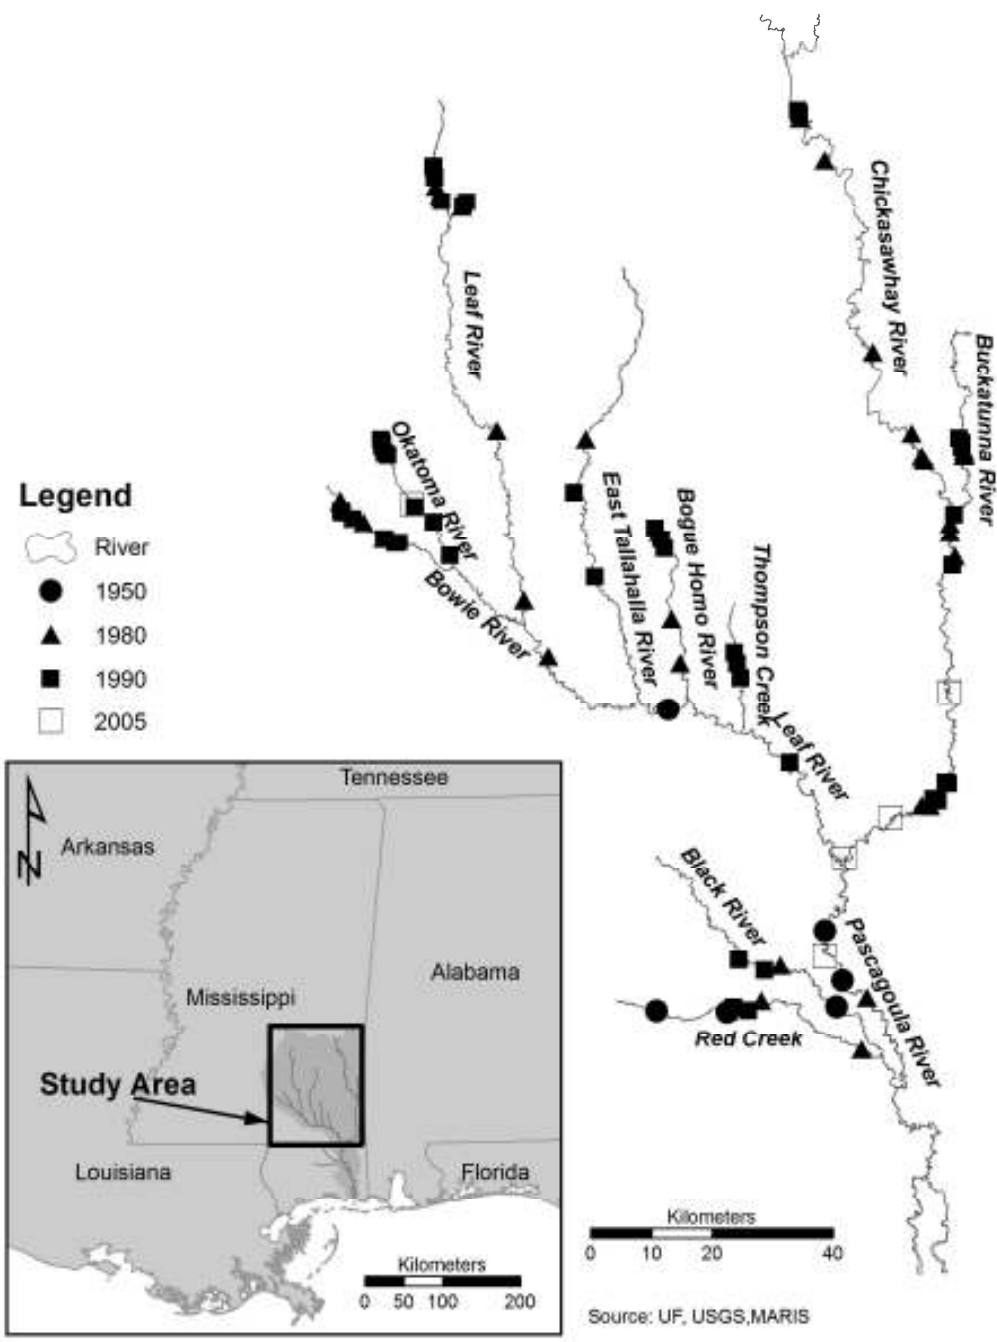 Chickasawhay River
Leaf River
Buckatunna River
Okatoma River
Legend
River
1950
1980
1990
2005
East Tallahalla River
Bogue Homo River
Thompson Creek
Bowie River
Leaf River
Tennessee
Arkansas
N
Mississippi
Alabama
Study Area
Louisiana
Florida
Kilometers
0 50 100 200
Black River
Pascagoula River
Red Creek
Kilometers
0 10 20 40
Source: UF, USGS,MARIS